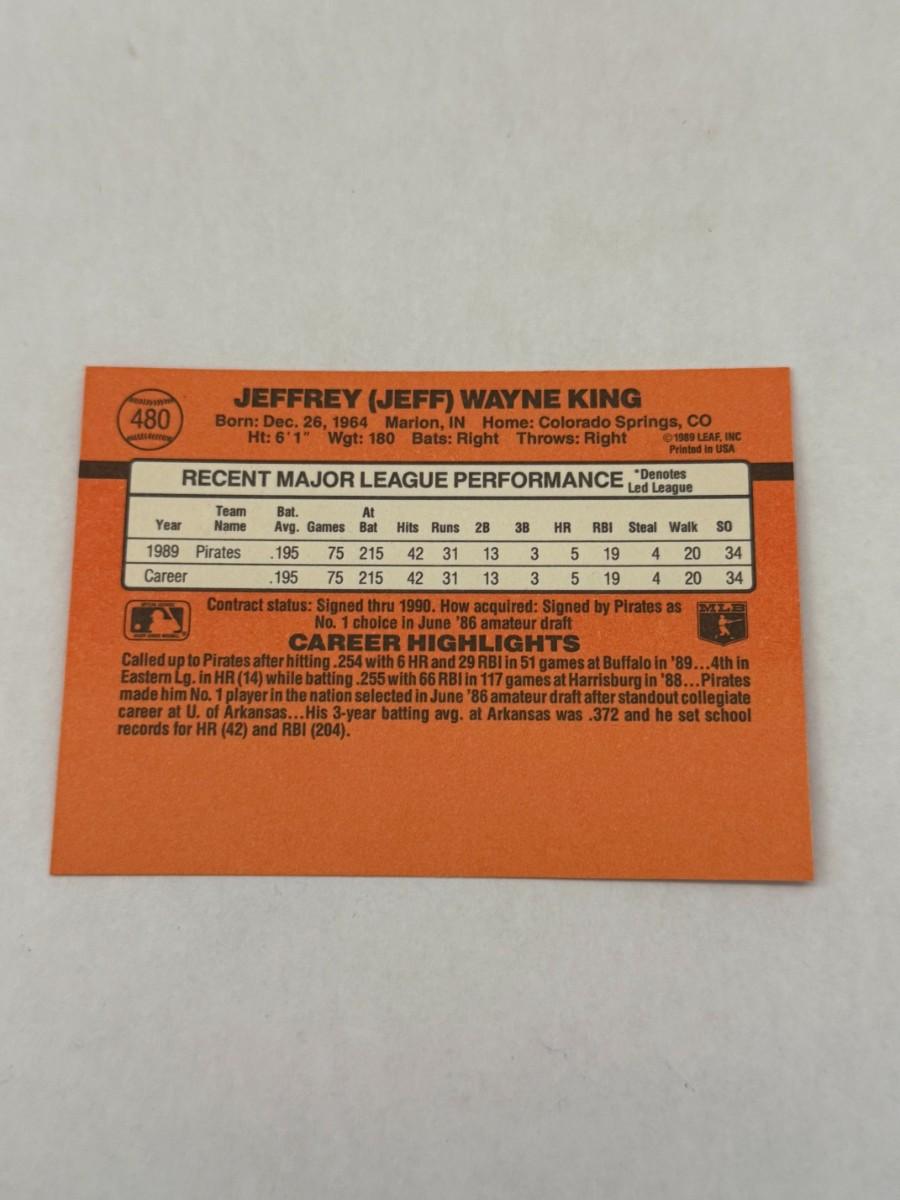 480
JEFFREY (JEFF) WAYNE KING
Born: Dec. 26, 1964 Marion, IN Home: Colorado Springs, CO
Ht: 6'1" Wgt: 180 Bats: Right Throws: Right
©1989 LEAF, INC
Printed in USA
RECENT MAJOR LEAGUE PERFORMANCE *Denotes
Led League
Year Team Name Bat. Avg. Games At Bat Hits Runs 2B 3B HR RBI Steal Walk SO
1989 Pirates .195 75 215 42 31 13 3 5 19 4 20 34
Career .195 75 215 42 31 13 3 5 19 4 20 34
Contract status: Signed thru 1990. How acquired: Signed by Pirates as
No. 1 choice in June '86 amateur draft
MLB
CAREER HIGHLIGHTS
Called up to Pirates after hitting .254 with 6 HR and 29 RBI in 51 games at Buffalo in '89...4th in
Eastern Lg. in HR (14) while batting .255 with 66 RBI in 117 games at Harrisburg in '88...Pirates
made him No. 1 player in the nation selected in June '86 amateur draft after standout collegiate
career at U. of Arkansas...His 3-year batting avg. at Arkansas was .372 and he set school
records for HR (42) and RBI (204).